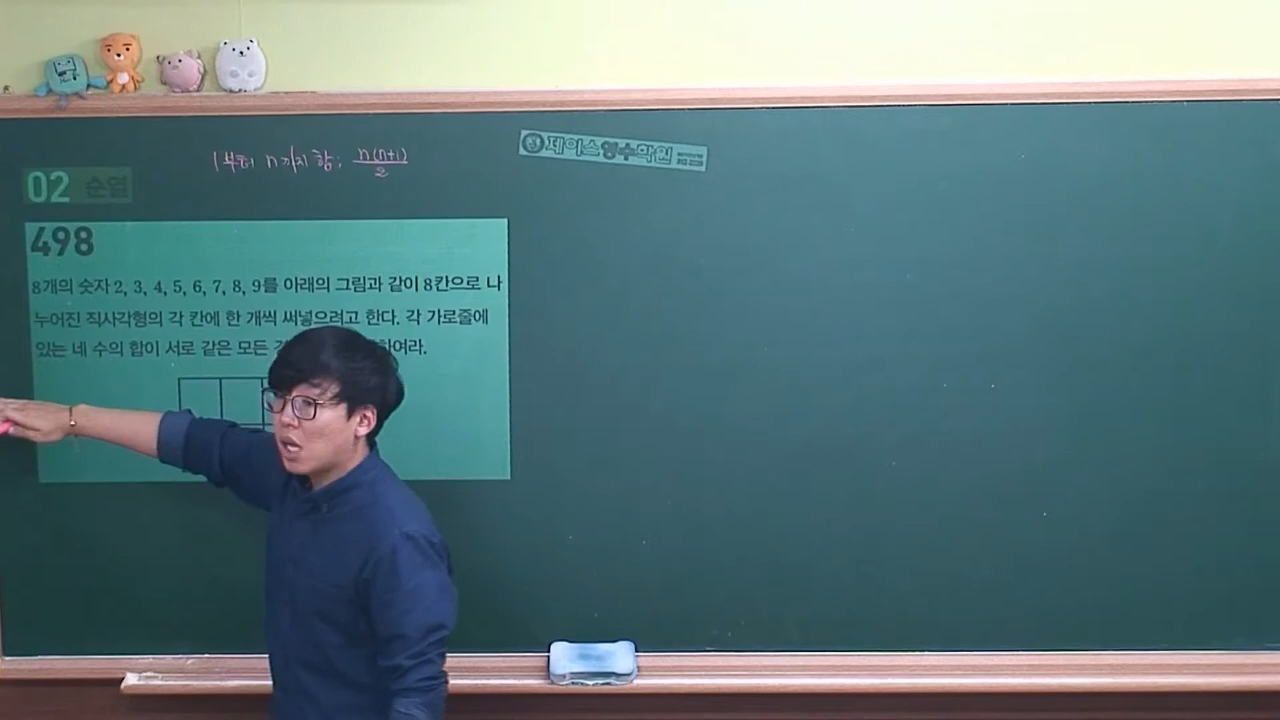 1부터 n까지 합; n(n+1)/2
제이스영수학원
02 순열
498
8개의 숫자 2, 3, 4, 5, 6, 7, 8, 9를 아래의 그림과 같이 8칸으로 나
누어진 직사각형의 각 칸에 한 개씩 써넣으려고 한다. 각 가로줄에
있는 네 수의 합이 서로 같은 모든 하여라.